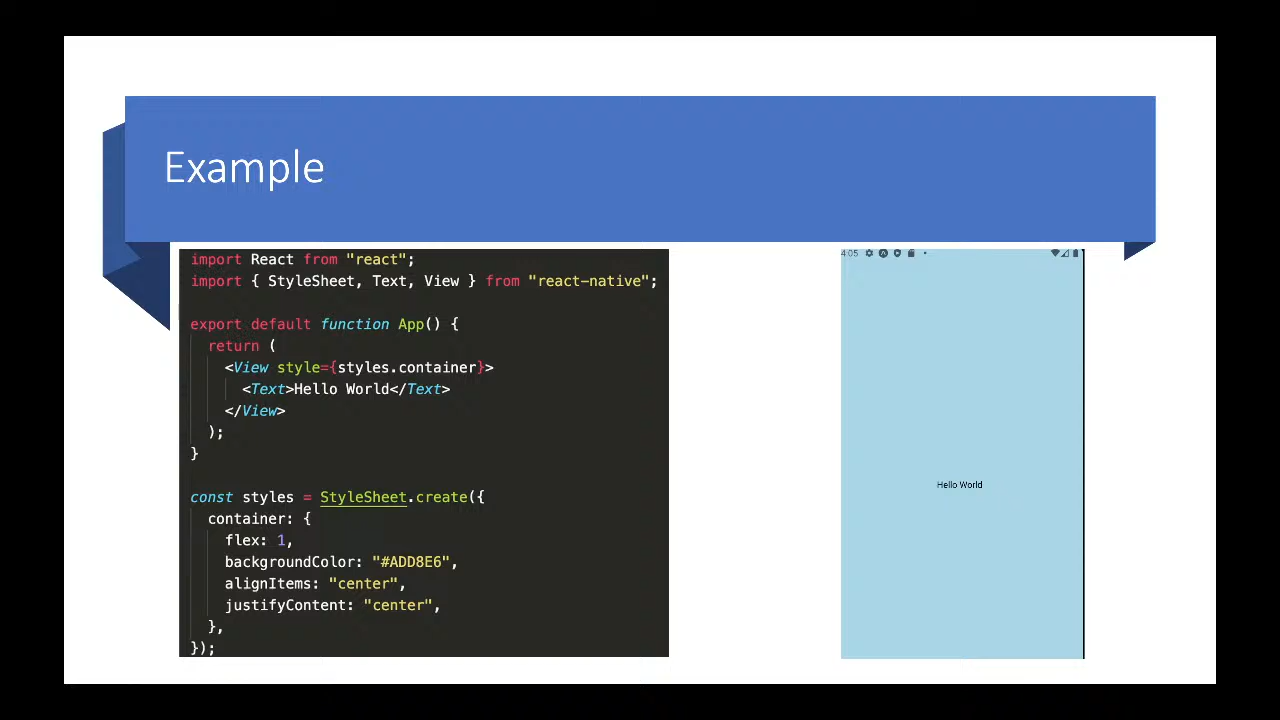 Example
import React from "react";
import { StyleSheet, Text, View } from "react-native";
export default function App() {
return (
<View style={styles.container}>
<Text>Hello World</Text>
</View>
);
}
const styles = StyleSheet.create({
container: {
flex: 1,
backgroundColor: "#ADD8E6",
alignItems: "center",
justifyContent: "center",
},
});
4:05
Hello World